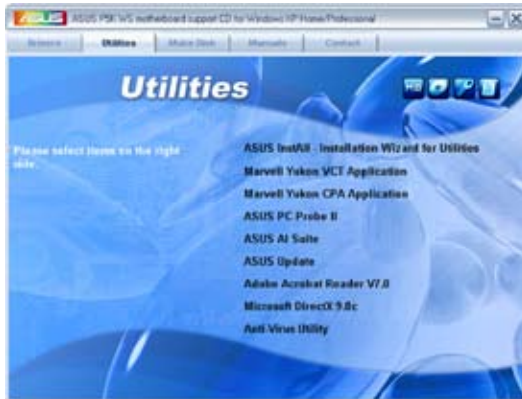 ASUS P5K WS motherboard support CD for Windows XP Home/Professional
Drivers Utilities Make Disk Manuals Contact
Utilities
Please select items on the right side.
ASUS InstAll - Installation Wizard for Utilities
Marvell Yukon VCT Application
Marvell Yukon CPA Application
ASUS PC Probe II
ASUS AI Suite
ASUS Update
Adobe Acrobat Reader V7.0
Microsoft DirectX 9.0c
Anti-Virus Utility